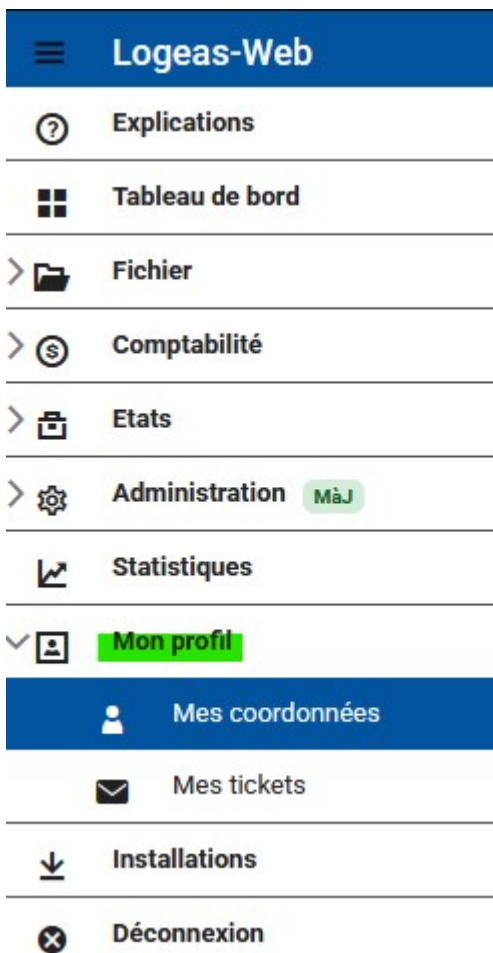 Logeas-Web
Explications
Tableau de bord
Fichier
Comptabilité
Etats
Administration MàJ
Statistiques
Mon profil
Mes coordonnées
Mes tickets
Installations
Déconnexion